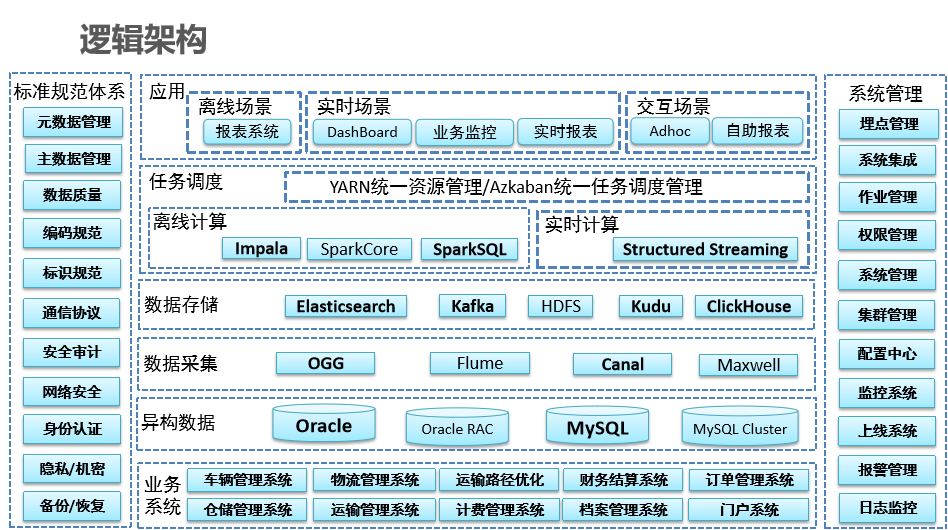 逻辑架构
标准规范体系
元数据管理
主数据管理
数据质量
编码规范
标识规范
通信协议
安全审计
网络安全
身份认证
隐私/机密
备份/恢复
应用
离线场景
报表系统
实时场景
DashBoard
业务监控
实时报表
交互场景
Adhoc
自助报表
任务调度
YARN统一资源管理/Azkaban统一任务调度管理
离线计算
Impala
SparkCore
SparkSQL
实时计算
Structured Streaming
数据存储
Elasticsearch
Kafka
HDFS
Kudu
ClickHouse
数据采集
OGG
Flume
Canal
Maxwell
异构数据
Oracle
Oracle RAC
MySQL
MySQL Cluster
业务
系统
车辆管理系统
物流管理系统
运输路径优化
财务结算系统
订单管理系统
仓储管理系统
运输管理系统
计费管理系统
档案管理系统
门户系统
系统管理
埋点管理
系统集成
作业管理
权限管理
系统管理
集群管理
配置中心
监控系统
上线系统
报警管理
日志监控